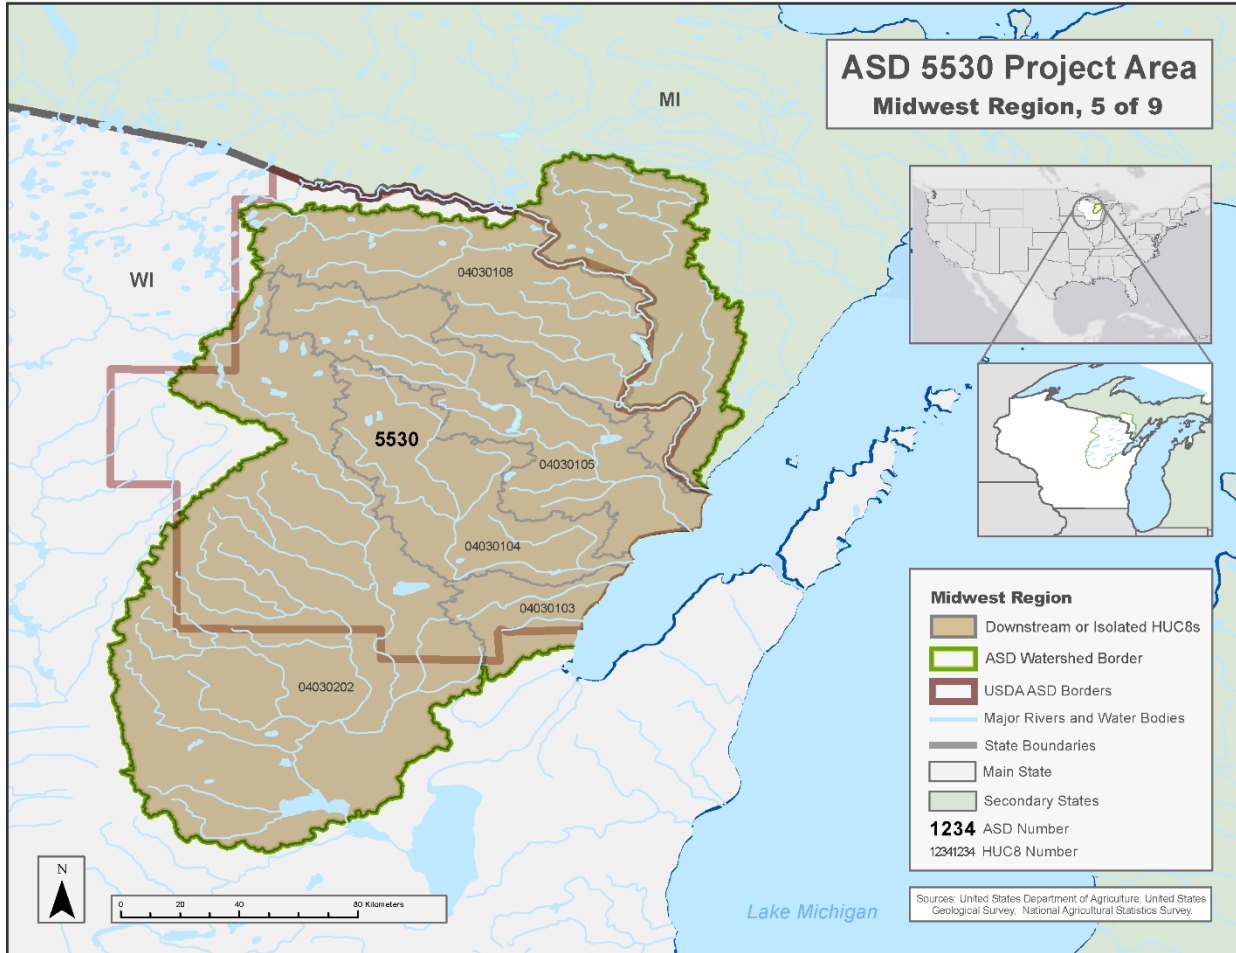 ASD 5530 Project Area
Midwest Region, 5 of 9
MI
WI
04030108
5530
04030105
04030104
04030103
04030202
Lake Michigan
Midwest Region
Downstream or Isolated HUC8s
ASD Watershed Border
USDA ASD Borders
Major Rivers and Water Bodies
State Boundaries
Main State
Secondary States
1234 ASD Number
12341234 HUC8 Number
N
0 20 40 80 Kilometers
Sources: United States Department of Agriculture, United States
Geological Survey, National Agricultural Statistics Survey.